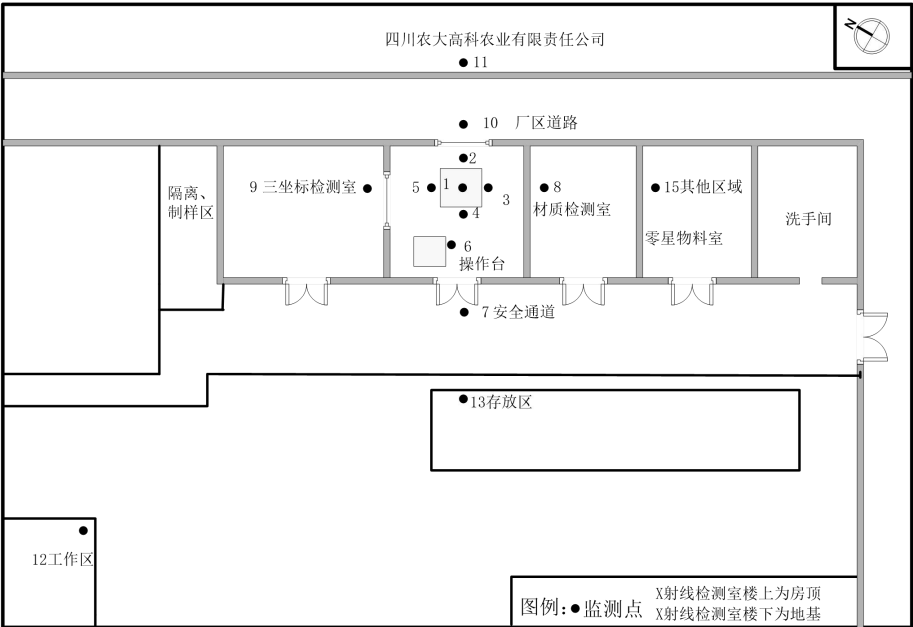 四川农大高科农业有限责任公司
N
11
10 厂区道路
2
隔离、
制样区
9 三坐标检测室
5
1
3
8
材质检测室
15其他区域
零星物料室
洗手间
4
6
操作台
7 安全通道
13存放区
12工作区
图例:●监测点
X射线检测室楼上为房顶
X射线检测室楼下为地基